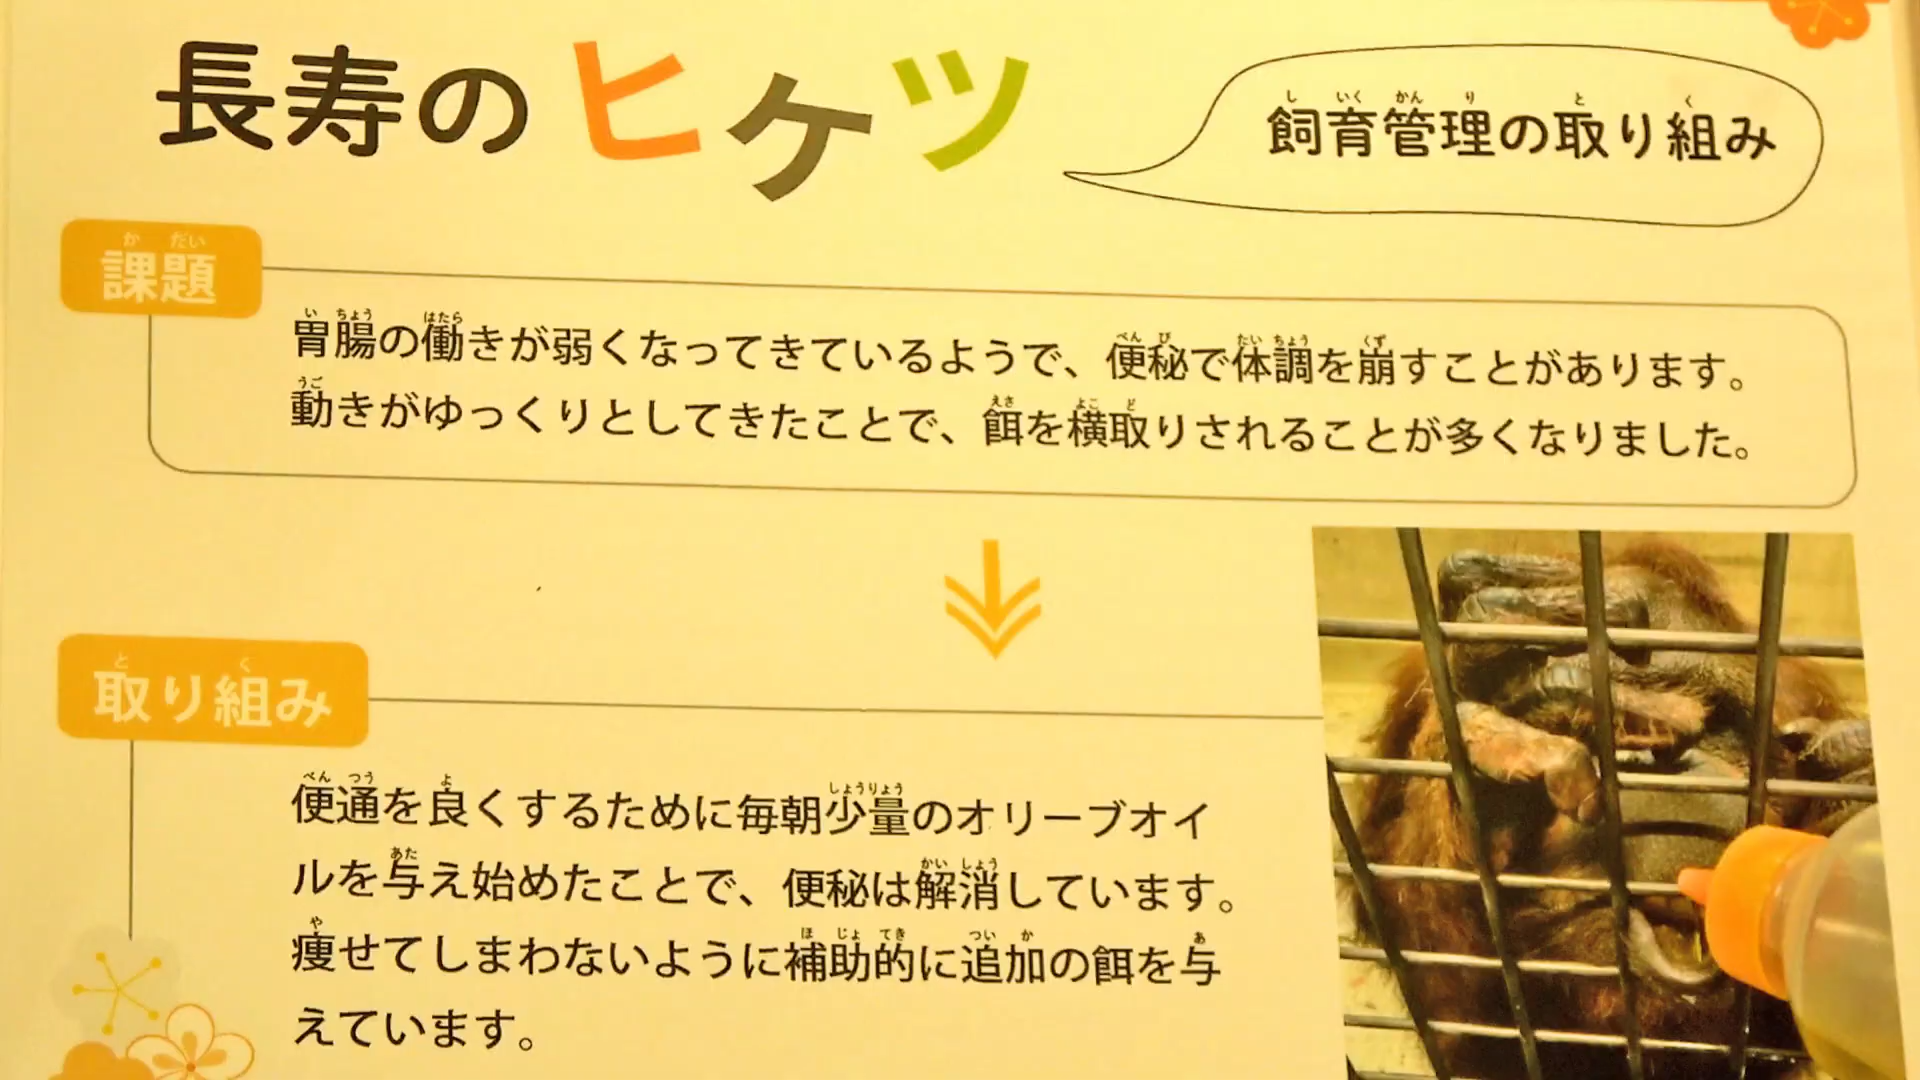 長寿のヒケツ
飼育管理の取り組み
課題
胃腸の働きが弱くなってきているようで、便秘で体調を崩すことがあります。
動きがゆっくりとしてきたことで、餌を横取りされることが多くなりました。
取り組み
便通を良くするために毎朝少量のオリーブオイ
ルを与え始めたことで、便秘は解消しています。
痩せてしまわないように補助的に追加の餌を与
えています。